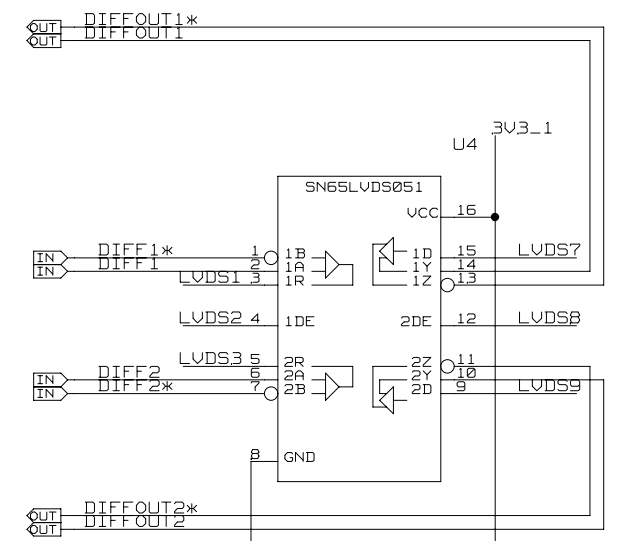 OUT DIFFOUT1*
OUT DIFFOUT1
3V3_1
U4
SN65LVDS051
VCC 16
IN DIFF1* 1 1B 1D 15 LVDS7
IN DIFF1 2 1A 1Y 14
LVDS1 3 1R 1Z 13
LVDS2 4 1DE 2DE 12 LVDS8
LVDS3 5 2R 2Z 11
IN DIFF2 6 2A 2Y 10
IN DIFF2* 7 2B 2D 9 LVDS9
8 GND
OUT DIFFOUT2*
OUT DIFFOUT2